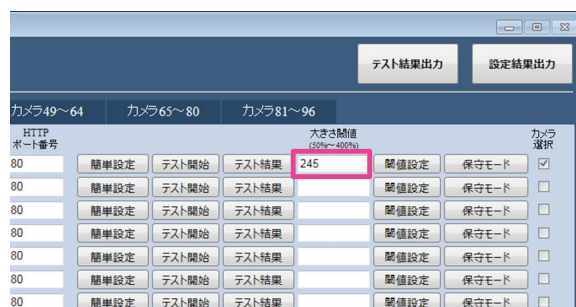 テスト結果出力 設定結果出力
カメラ49～64 カメラ65～80 カメラ81～96
HTTP
ポート番号
大きさ閾値
(50%～400%)
カメラ
選択
80 簡単設定 テスト開始 テスト結果 245 閾値設定 保守モード
80 簡単設定 テスト開始 テスト結果 閾値設定 保守モード
80 簡単設定 テスト開始 テスト結果 閾値設定 保守モード
80 簡単設定 テスト開始 テスト結果 閾値設定 保守モード
80 簡単設定 テスト開始 テスト結果 閾値設定 保守モード
80 簡単設定 テスト開始 テスト結果 閾値設定 保守モード
80 簡単設定 テスト開始 テスト結果 閾値設定 保守モード